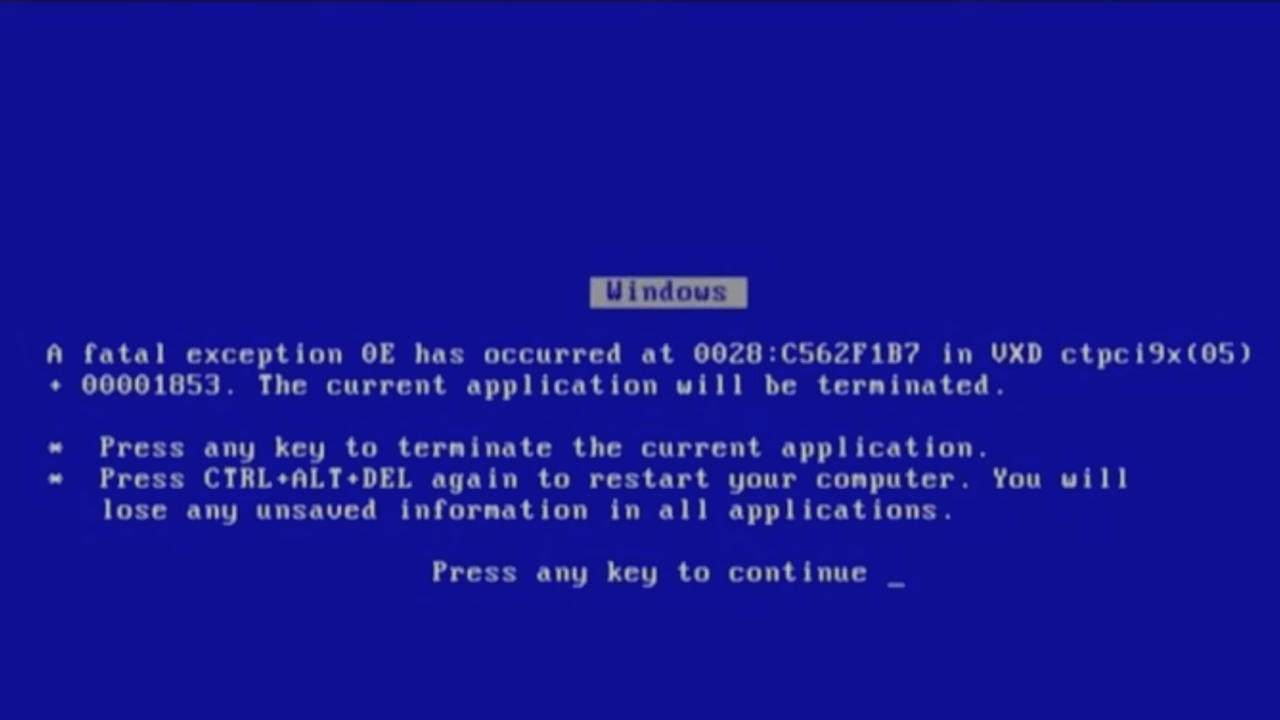 Windows
A fatal exception 0E has occurred at 0028:C562F1B7 in VXD ctpci9x(05)
+ 00001853. The current application will be terminated.
* Press any key to terminate the current application.
* Press CTRL+ALT+DEL again to restart your computer. You will
lose any unsaved information in all applications.
Press any key to continue _